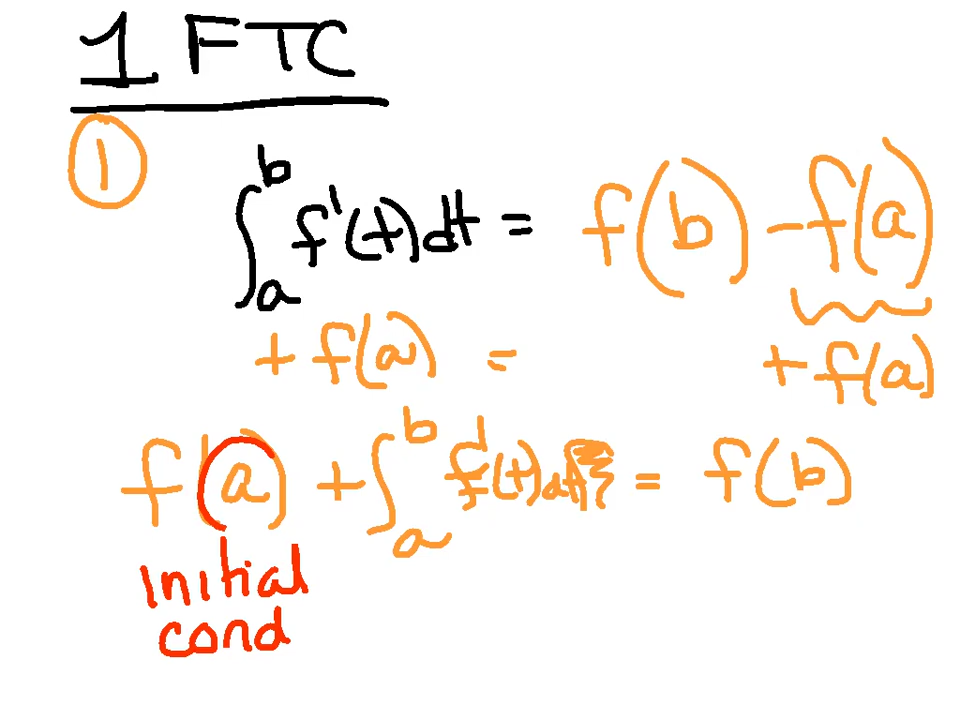 1 FTC
①
∫_a^b f'(t)dt = f(b) - f(a)
+ f(a) = + f(a)
f(a) + ∫_a^b f'(t)dt = f(b)
initial
cond